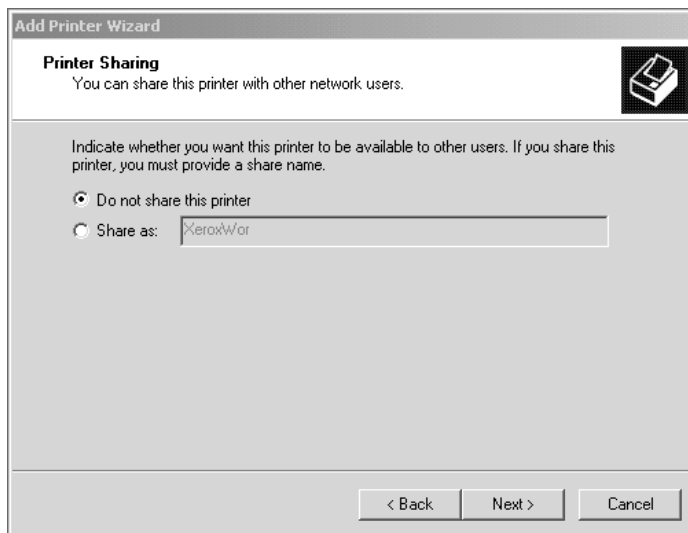 Add Printer Wizard
Printer Sharing
You can share this printer with other network users.
Indicate whether you want this printer to be available to other users. If you share this
printer, you must provide a share name.
Do not share this printer
Share as: XeroxWor
< Back Next > Cancel